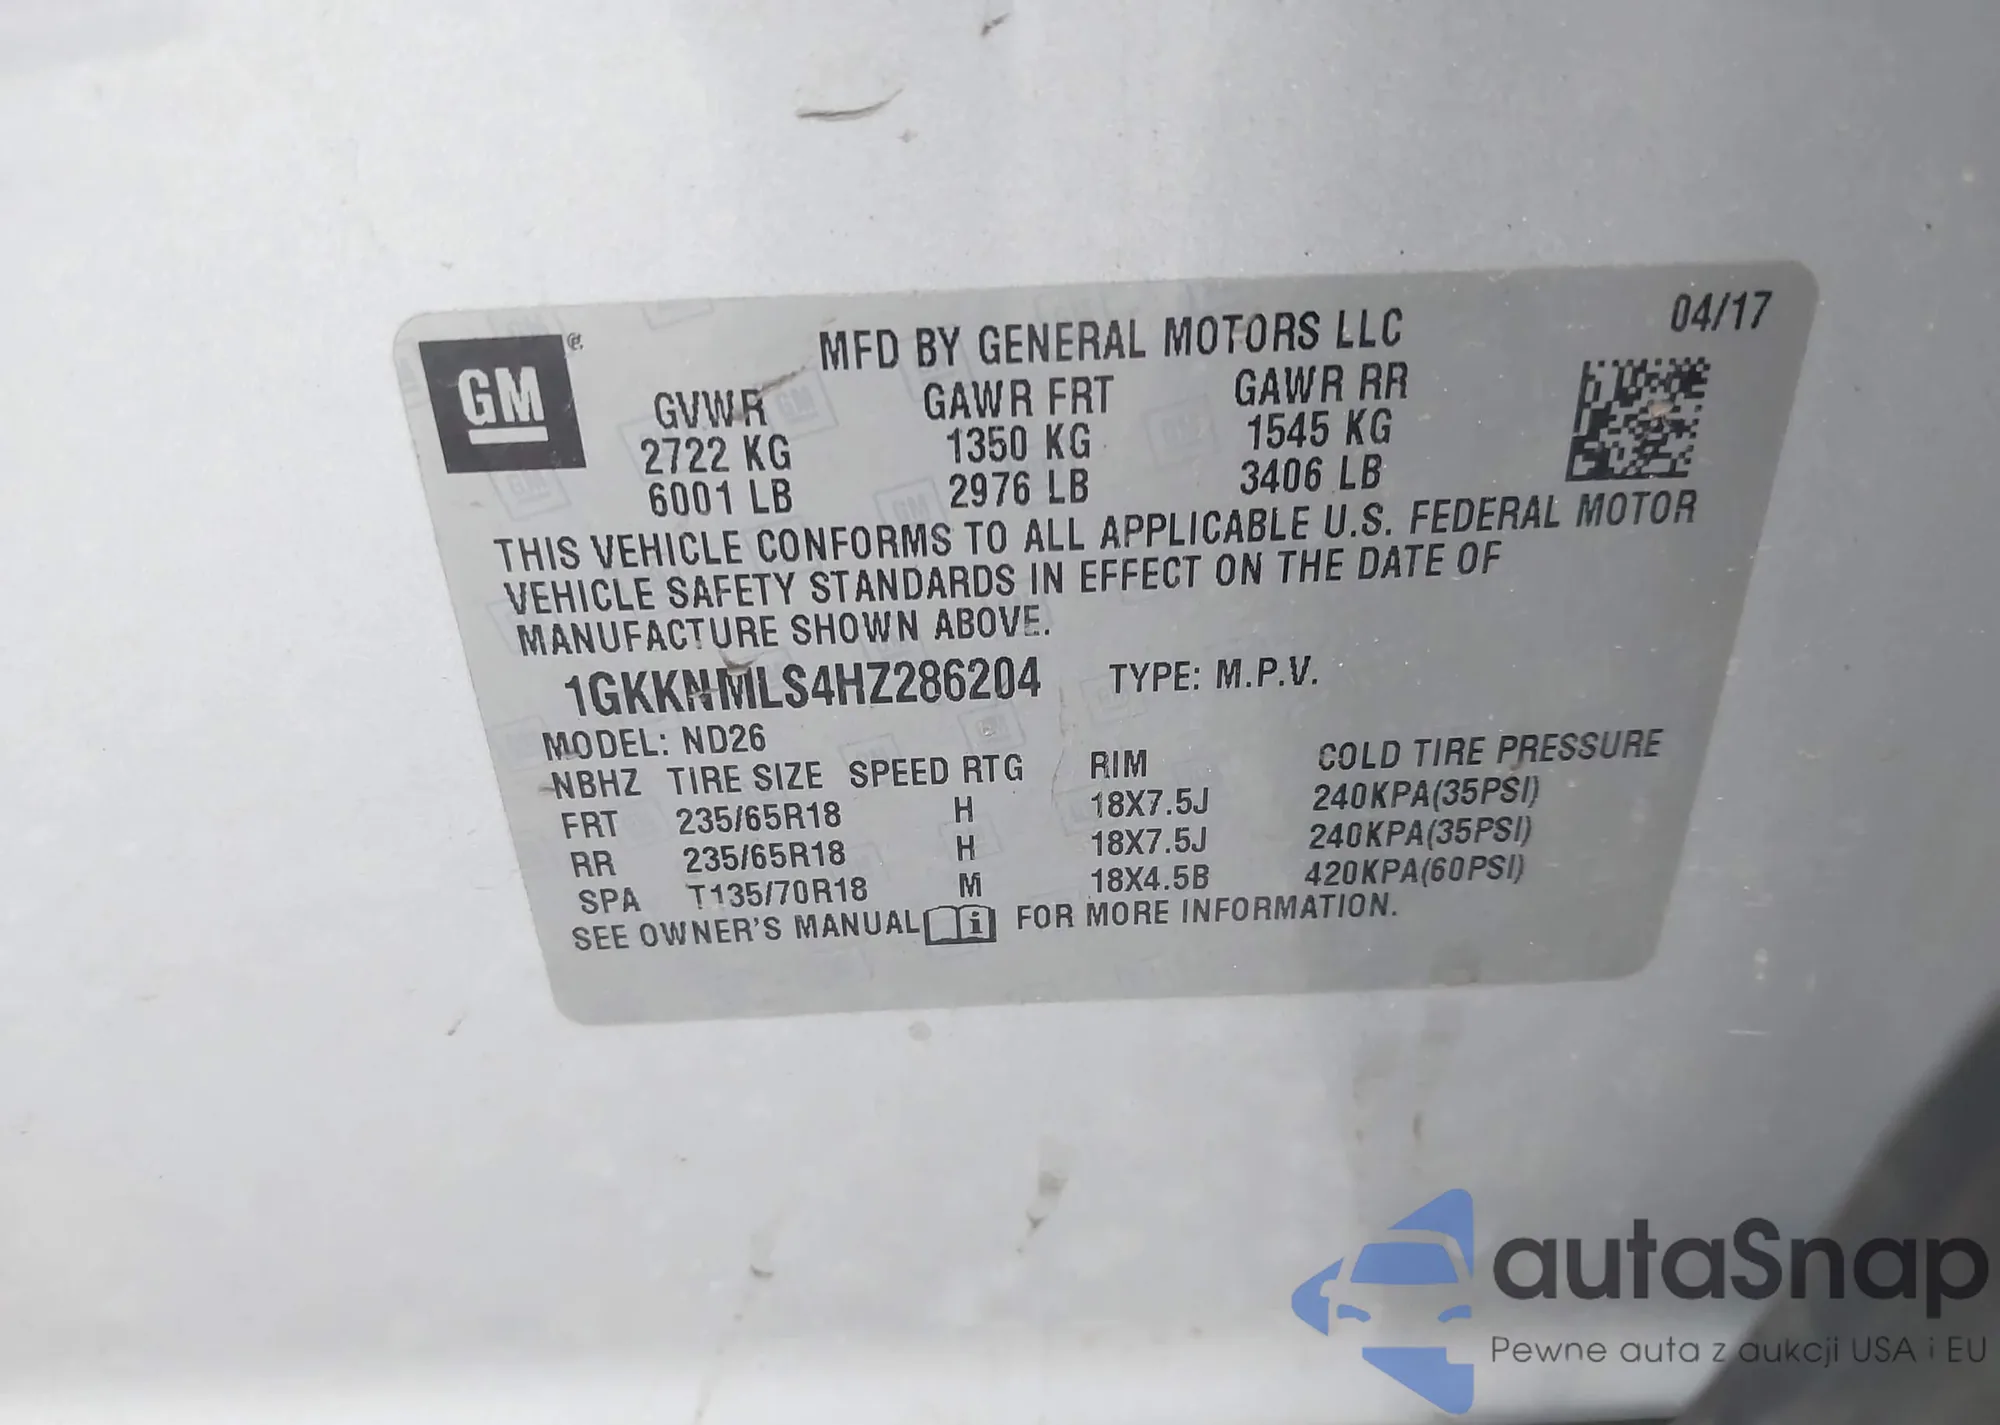 04/17
GM
MFD BY GENERAL MOTORS LLC
GVWR GAWR FRT GAWR RR
2722 KG 1350 KG 1545 KG
6001 LB 2976 LB 3406 LB
THIS VEHICLE CONFORMS TO ALL APPLICABLE U.S. FEDERAL MOTOR
VEHICLE SAFETY STANDARDS IN EFFECT ON THE DATE OF
MANUFACTURE SHOWN ABOVE.
1GKKNMLS4HZ286204 TYPE: M.P.V.
MODEL: ND26
NBHZ TIRE SIZE SPEED RTG RIM COLD TIRE PRESSURE
FRT 235/65R18 H 18X7.5J 240KPA(35PSI)
RR 235/65R18 H 18X7.5J 240KPA(35PSI)
SPA T135/70R18 M 18X4.5B 420KPA(60PSI)
SEE OWNER'S MANUAL i FOR MORE INFORMATION.
autaSnap
Pewne auta z aukcji USA i EU